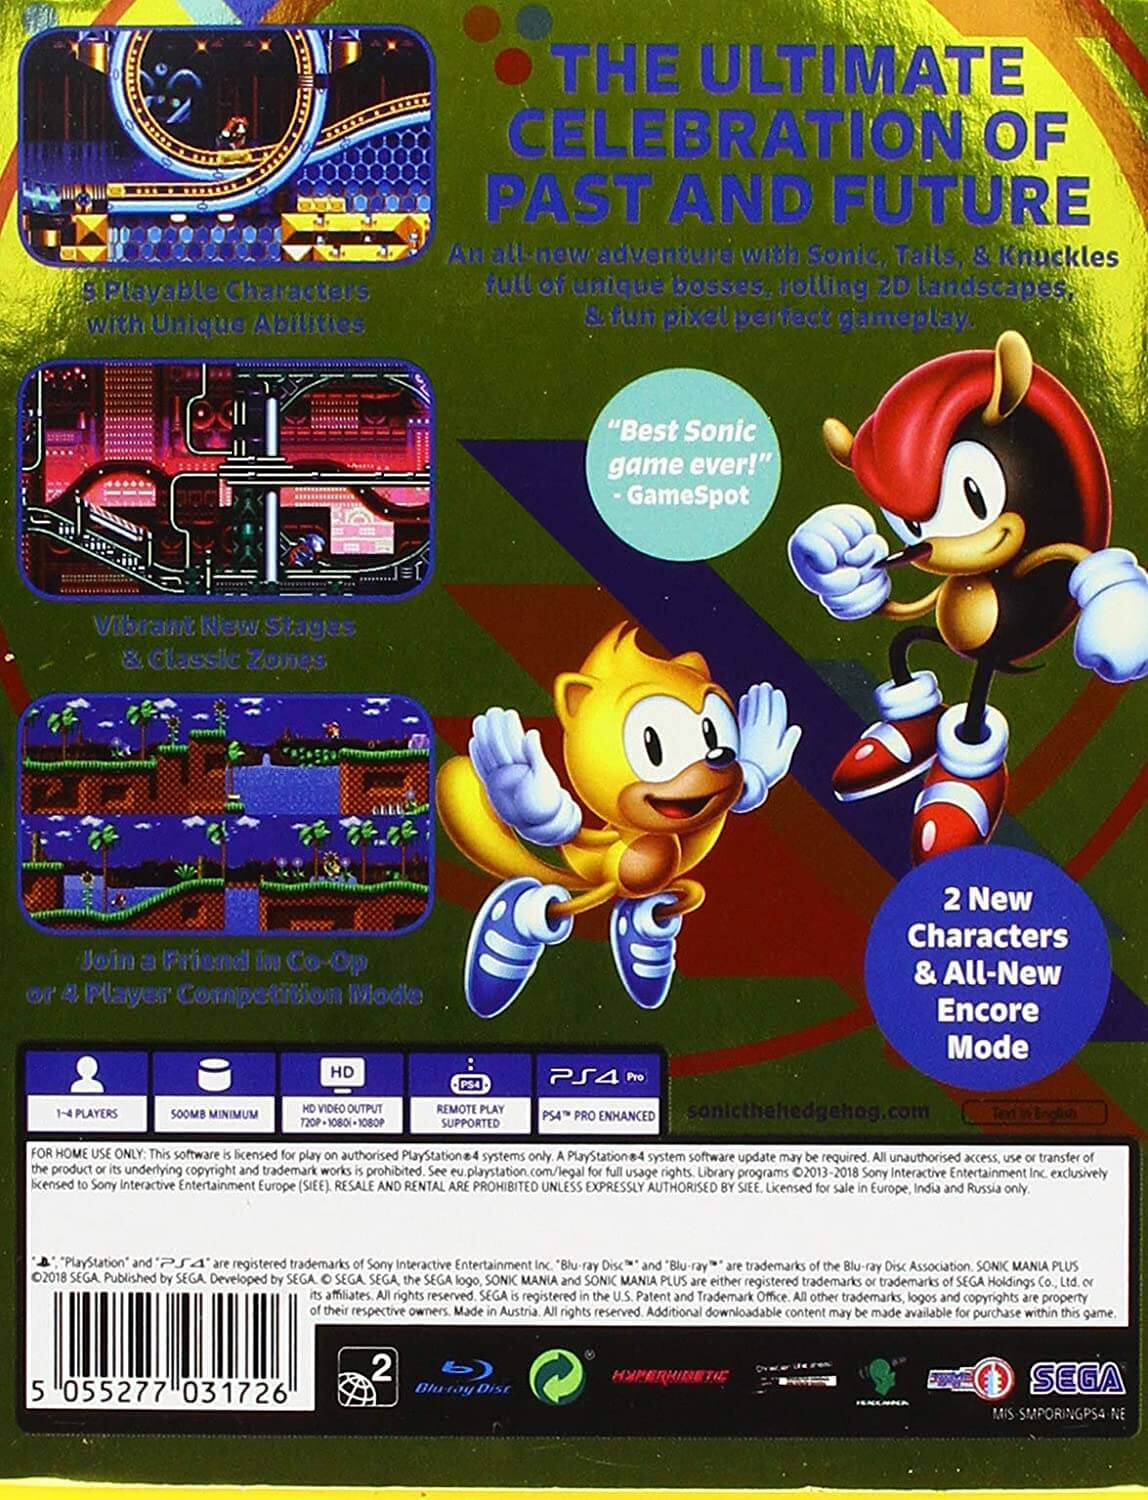 THE ULTIMATE
CELEBRATION OF
PAST AND FUTURE
An all-new adventure with Sonic, Tails, & Knuckles
full of unique bosses, rolling 2D landscapes,
& fun pixel perfect gameplay.
5 Playable Characters
with Unique Abilities
"Best Sonic
game ever!"
- GameSpot
Vibrant New Stages
& Classic Zones
2 New
Characters
& All-New
Encore
Mode
Join a Friend in Co-Op
or 4 Player Competition Mode
1-4 PLAYERS
500MB MINIMUM
HD
HD VIDEO OUTPUT
720P•1080i•1080P
PS4
REMOTE PLAY
SUPPORTED
PS4 Pro
PS4™ PRO ENHANCED
sonicthehedgehog.com
Text in English
FOR HOME USE ONLY: This software is licensed for play on authorised PlayStation®4 systems only. A PlayStation®4 system software update may be required. All unauthorised access, use or transfer of
the product or its underlying copyright and trademark works is prohibited. See eu.playstation.com/legal for full usage rights. Library programs ©2013-2018 Sony Interactive Entertainment Inc. exclusively
licensed to Sony Interactive Entertainment Europe (SIEE). RESALE AND RENTAL ARE PROHIBITED UNLESS EXPRESSLY AUTHORISED BY SIEE. Licensed for sale in Europe, India and Russia only.
"PlayStation" and "PS4" are registered trademarks of Sony Interactive Entertainment Inc. "Blu-ray Disc™" and "Blu-ray™" are trademarks of the Blu-ray Disc Association. SONIC MANIA PLUS
©2018 SEGA. Published by SEGA. Developed by SEGA. © SEGA. SEGA, the SEGA logo, SONIC MANIA and SONIC MANIA PLUS are either registered trademarks or trademarks of SEGA Holdings Co., Ltd. or
its affiliates. All rights reserved. SEGA is registered in the U.S. Patent and Trademark Office. All other trademarks, logos and copyrights are property
of their respective owners. Made in Austria. All rights reserved. Additional downloadable content may be made available for purchase within this game.
5 055277 031726
2
Blu-ray Disc
HYPERKINETIC
HEADCANNON
SEGA
MIS-SMPORINGPS4-NE